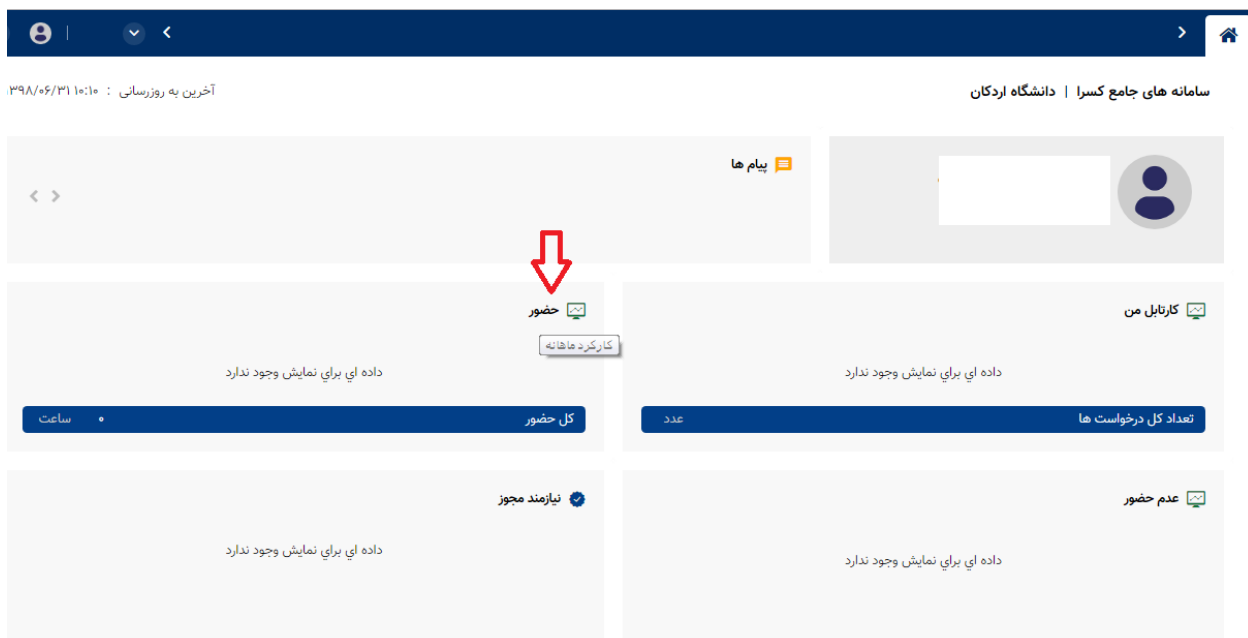 سامانه های جامع کسرا | دانشگاه اردکان
آخرین به روزرسانی : ۱۰:۱۰ ۳۹۸/۰۶/۳۱
پیام ها
کارتابل من
داده اي براي نمايش وجود ندارد
تعداد کل درخواست ها عدد
حضور
کارکرد ماهانه
داده اي براي نمايش وجود ندارد
کل حضور ۰ ساعت
عدم حضور
داده اي براي نمايش وجود ندارد
نیازمند مجوز
داده اي براي نمايش وجود ندارد